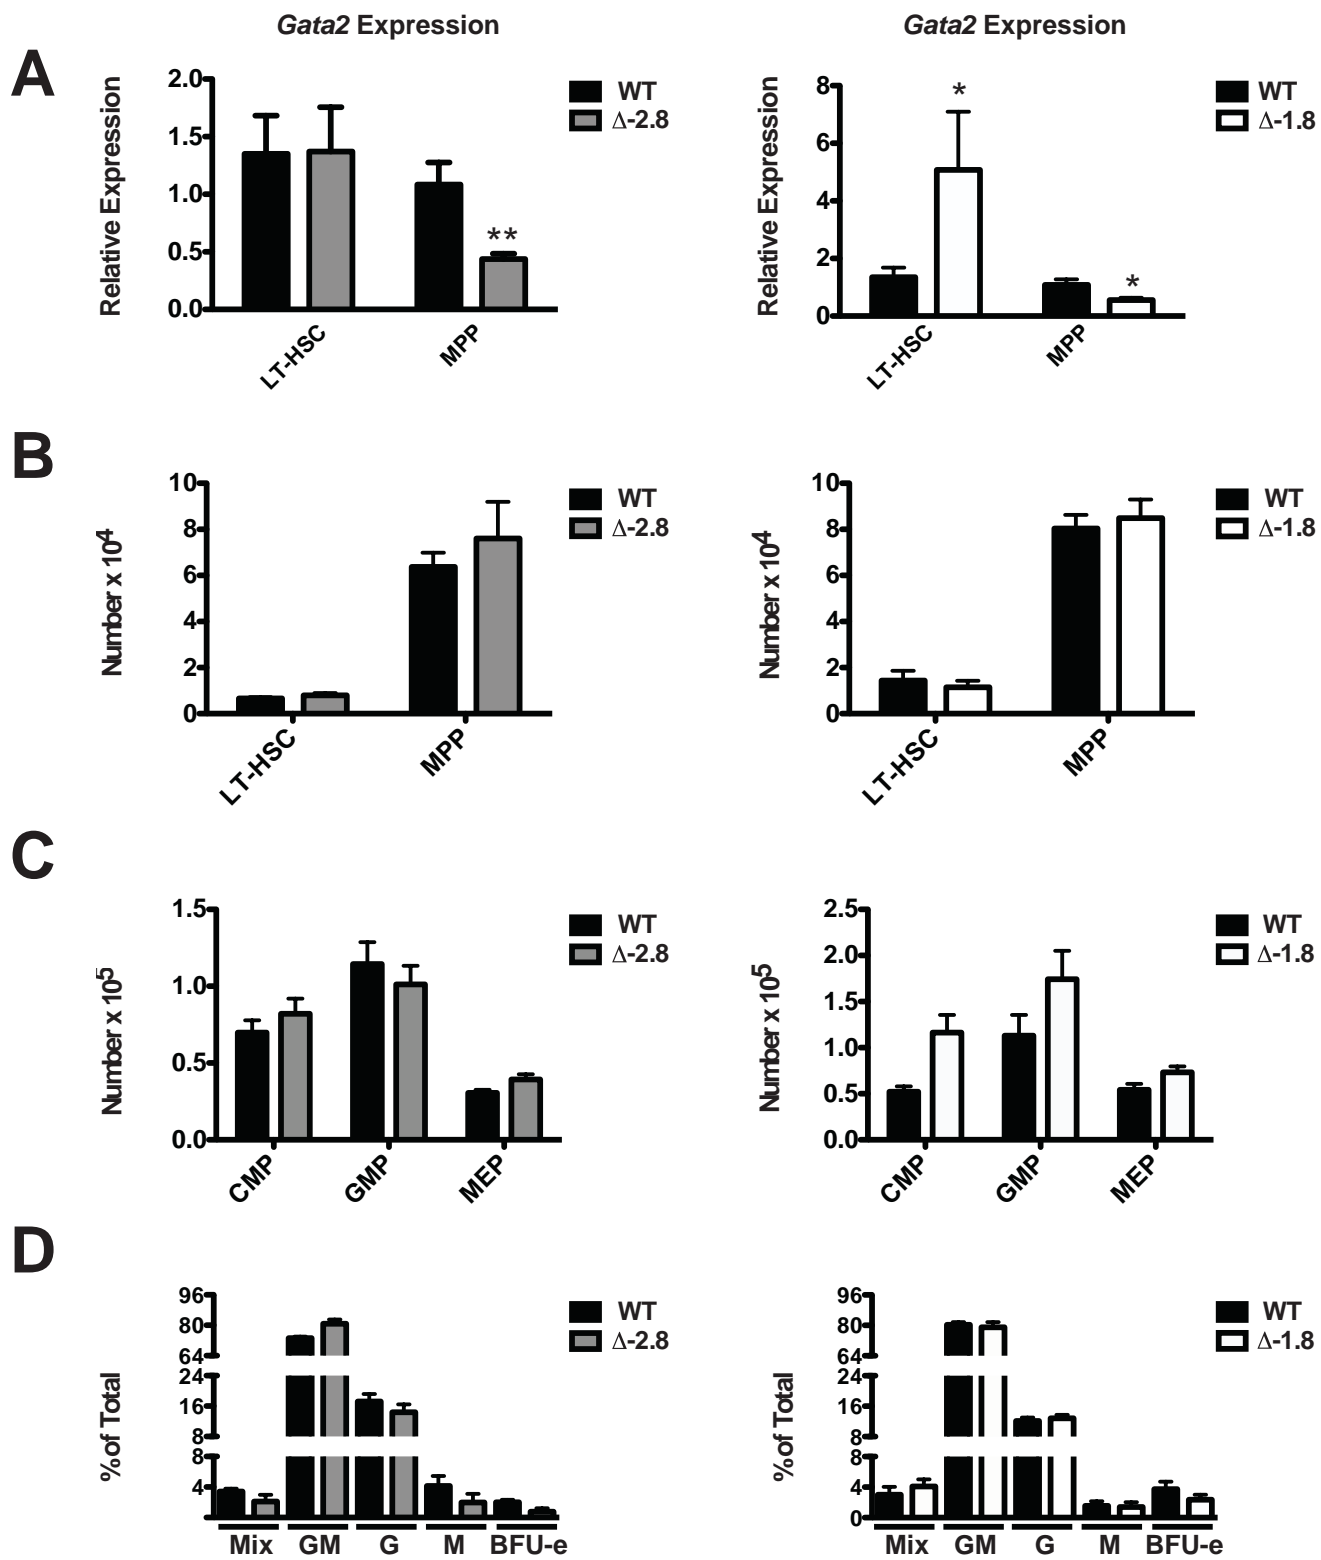 Gata2 Expression
Gata2 Expression
A
Relative Expression
2.0
1.5
1.0
0.5
0.0
LT-HSC
MPP
WT
Δ-2.8
**
Relative Expression
8
6
4
2
0
LT-HSC
MPP
WT
Δ-1.8
*
*
B
Number x 10⁴
10
8
6
4
2
0
LT-HSC
MPP
WT
Δ-2.8
Number x 10⁴
10
8
6
4
2
0
LT-HSC
MPP
WT
Δ-1.8
C
Number x 10⁵
1.5
1.0
0.5
0.0
CMP
GMP
MEP
WT
Δ-2.8
Number x 10⁵
2.5
2.0
1.5
1.0
0.5
0.0
CMP
GMP
MEP
WT
Δ-1.8
D
% of Total
96
80
64
24
16
8
8
4
Mix GM G M BFU-e
WT
Δ-2.8
% of Total
96
80
64
24
16
8
8
4
0
Mix GM G M BFU-e
WT
Δ-1.8